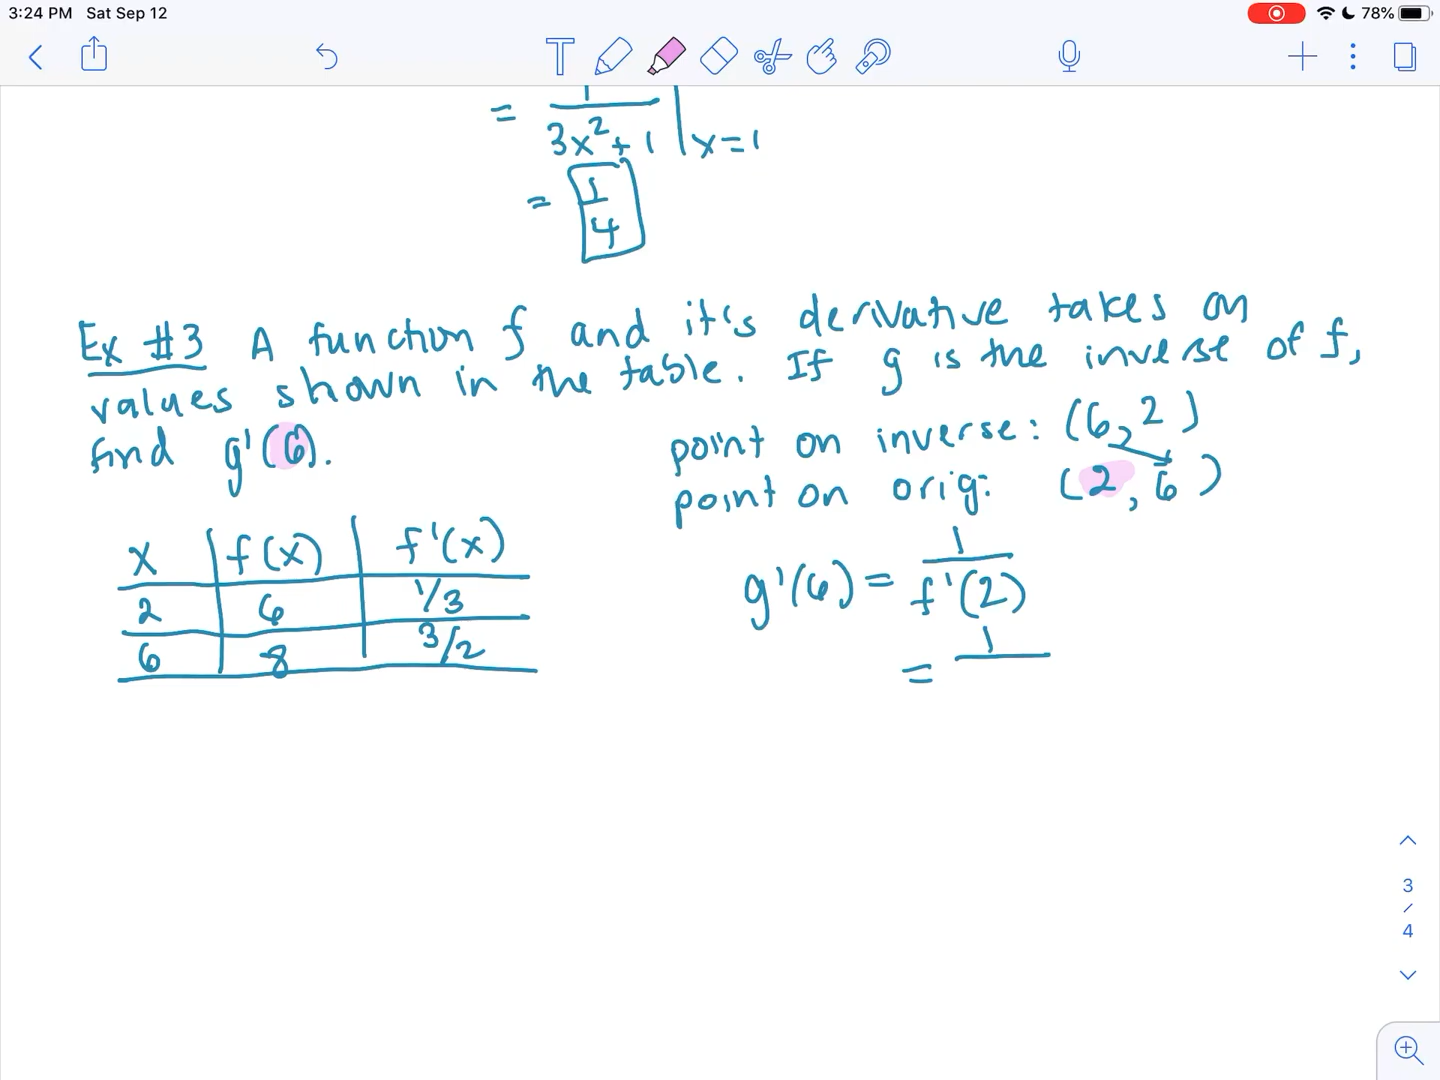 3:24 PM Sat Sep 12
78%
T
= 1/(3x²+1) | x=1
= 1/4
Ex #3 A function f and it's derivative takes on
values shown in the table. If g is the inverse of f,
find g'(6).
point on inverse: (6, 2)
point on orig: (2, 6)
x f(x) f'(x)
2 6 1/3
6 8 3/2
g'(6) = 1/f'(2)
= 1/
3
/
4